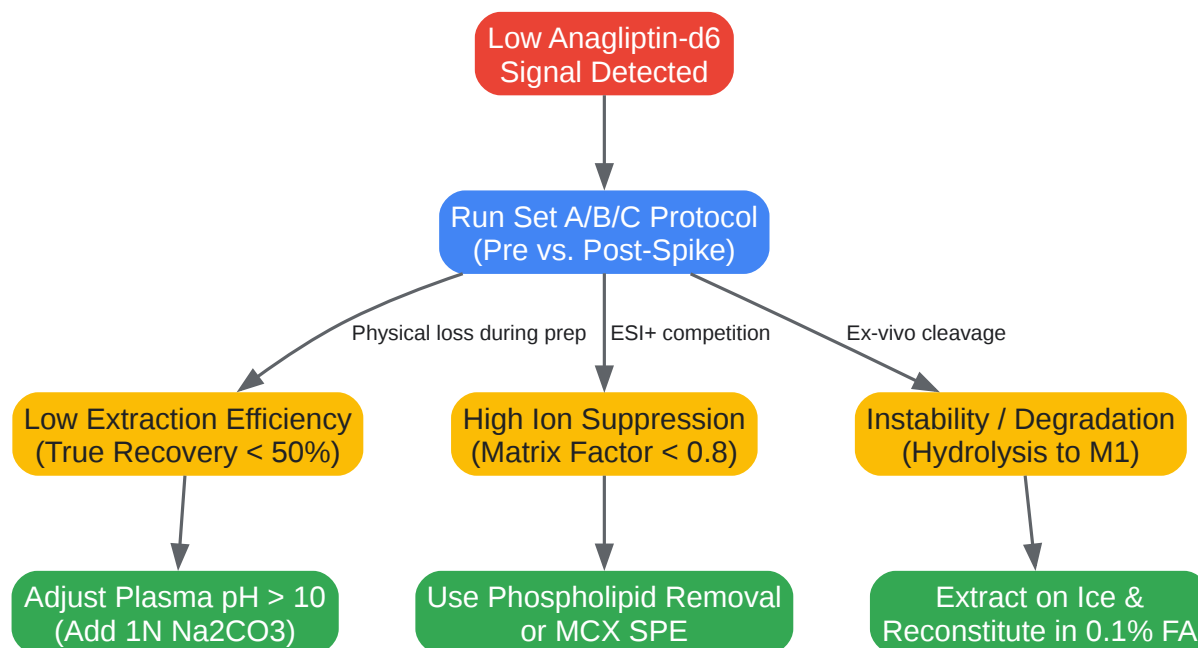 Low Anagliptin-d6
Signal Detected
Run Set A/B/C Protocol
(Pre vs. Post-Spike)
Physical loss during prep
ESI+ competition
Ex-vivo cleavage
Low Extraction Efficiency
(True Recovery < 50%)
High Ion Suppression
(Matrix Factor < 0.8)
Instability / Degradation
(Hydrolysis to M1)
Adjust Plasma pH > 10
(Add 1N Na2CO3)
Use Phospholipid Removal
or MCX SPE
Extract on Ice &
Reconstitute in 0.1% FA